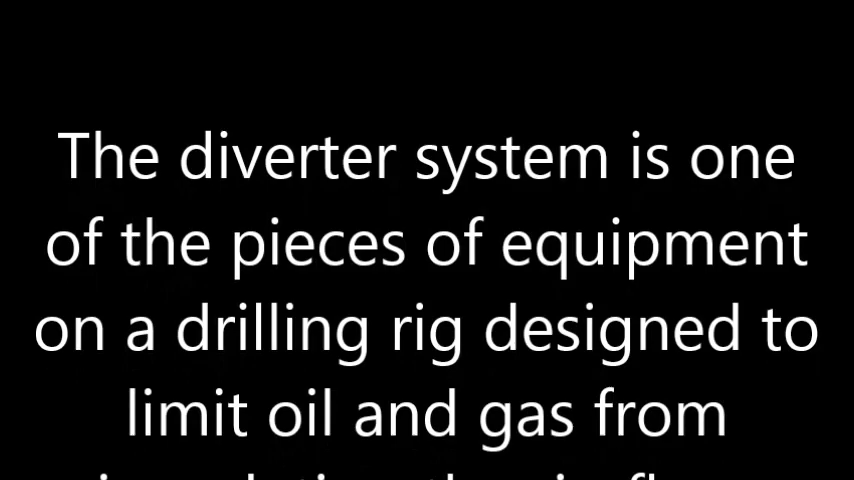 The diverter system is one
of the pieces of equipment
on a drilling rig designed to
limit oil and gas from